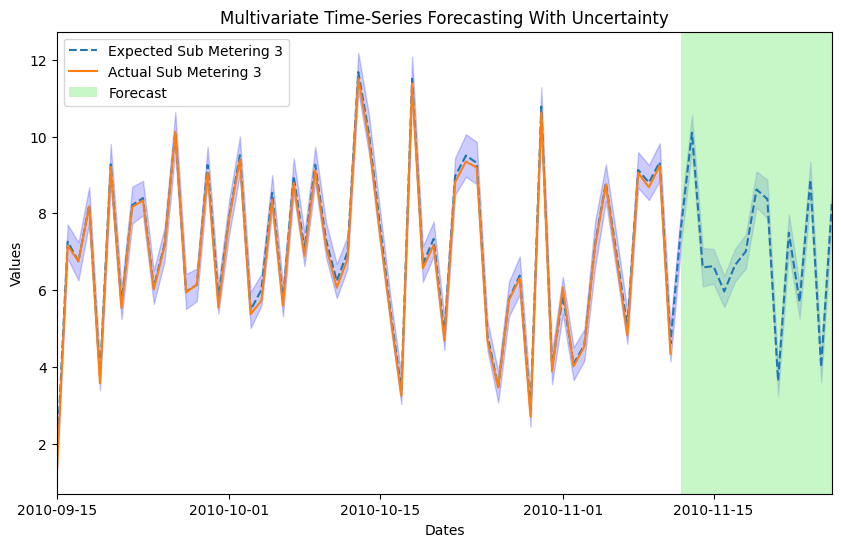 Multivariate Time-Series Forecasting With Uncertainty
Expected Sub Metering 3
Actual Sub Metering 3
Forecast
Values
12
10
8
6
4
2
2010-09-15
2010-10-01
2010-10-15
2010-11-01
2010-11-15
Dates